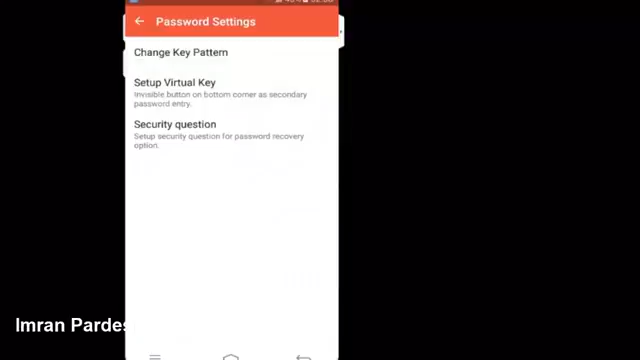 Password Settings
Change Key Pattern
Setup Virtual Key
Invisible button on bottom corner as secondary
password entry.
Security question
Setup security question for password recovery
option.
Imran Pardes